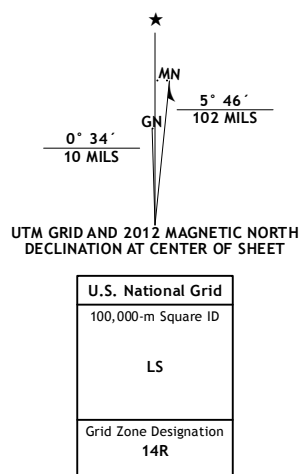 ★
MN
GN
5° 46´
102 MILS
0° 34´
10 MILS
UTM GRID AND 2012 MAGNETIC NORTH
DECLINATION AT CENTER OF SHEET
U.S. National Grid
100,000-m Square ID
LS
Grid Zone Designation
14R